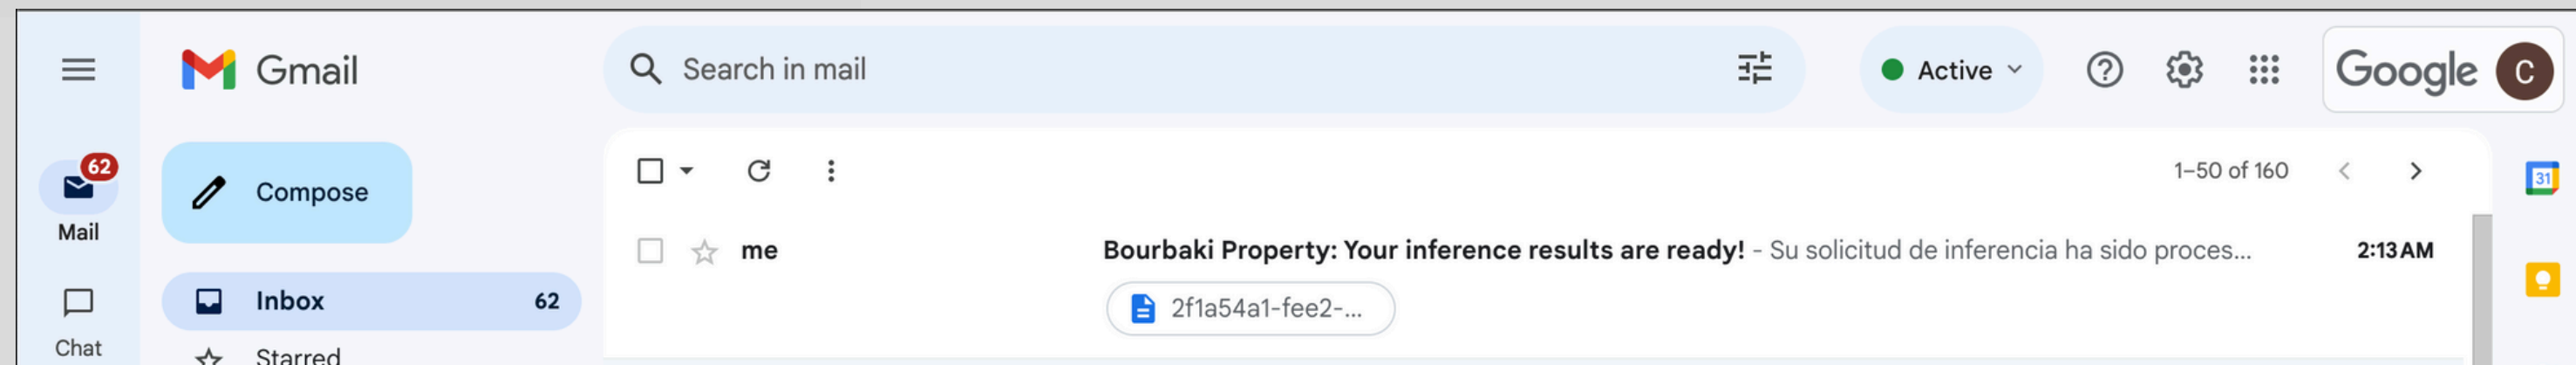 Gmail
Search in mail
Active
Google C
62
Mail
Compose
1–50 of 160
31
me Bourbaki Property: Your inference results are ready! - Su solicitud de inferencia ha sido proces... 2:13 AM
Inbox 62
2f1a54a1-fee2-...
Chat
Starred